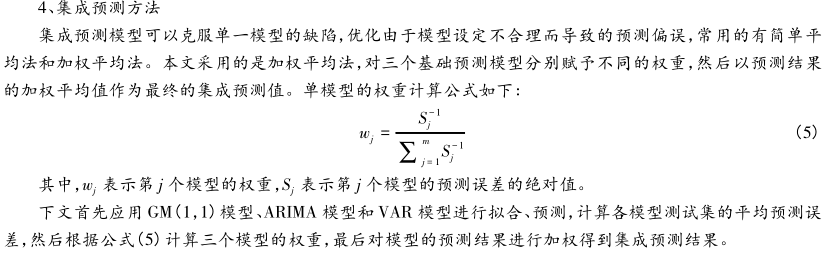 4、集成预测方法
集成预测模型可以克服单一模型的缺陷,优化由于模型设定不合理而导致的预测偏误,常用的有简单平
均法和加权平均法。本文采用的是加权平均法,对三个基础预测模型分别赋予不同的权重,然后以预测结果
的加权平均值作为最终的集成预测值。单模型的权重计算公式如下:
$w_j = \frac{S_j^{-1}}{\sum_{j=1}^{m} S_j^{-1}}$ (5)
其中,$w_j$ 表示第 j 个模型的权重,$S_j$ 表示第 j 个模型的预测误差的绝对值。
下文首先应用 GM(1,1)模型、ARIMA 模型和 VAR 模型进行拟合、预测,计算各模型测试集的平均预测误
差,然后根据公式(5)计算三个模型的权重,最后对模型的预测结果进行加权得到集成预测结果。